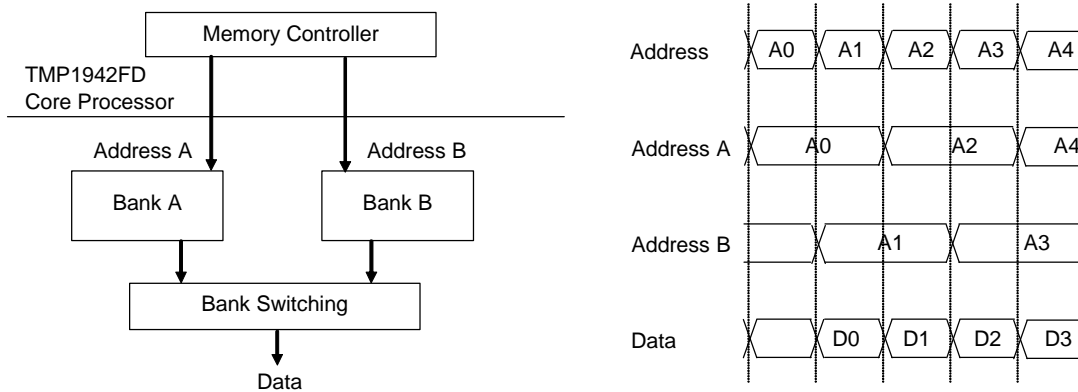 Memory Controller
TMP1942FD
Core Processor
Address A
Address B
Bank A
Bank B
Bank Switching
Data
Address
A0
A1
A2
A3
A4
Address A
A0
A2
A4
Address B
A1
A3
Data
D0
D1
D2
D3